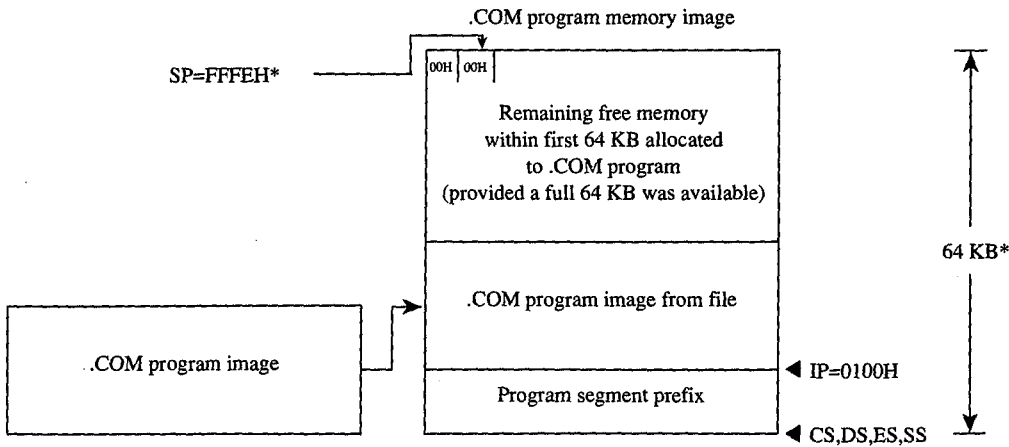 .COM program memory image
SP=FFFEH*
00H 00H
Remaining free memory
within first 64 KB allocated
to .COM program
(provided a full 64 KB was available)
64 KB*
.COM program image from file
.COM program image
IP=0100H
Program segment prefix
CS,DS,ES,SS